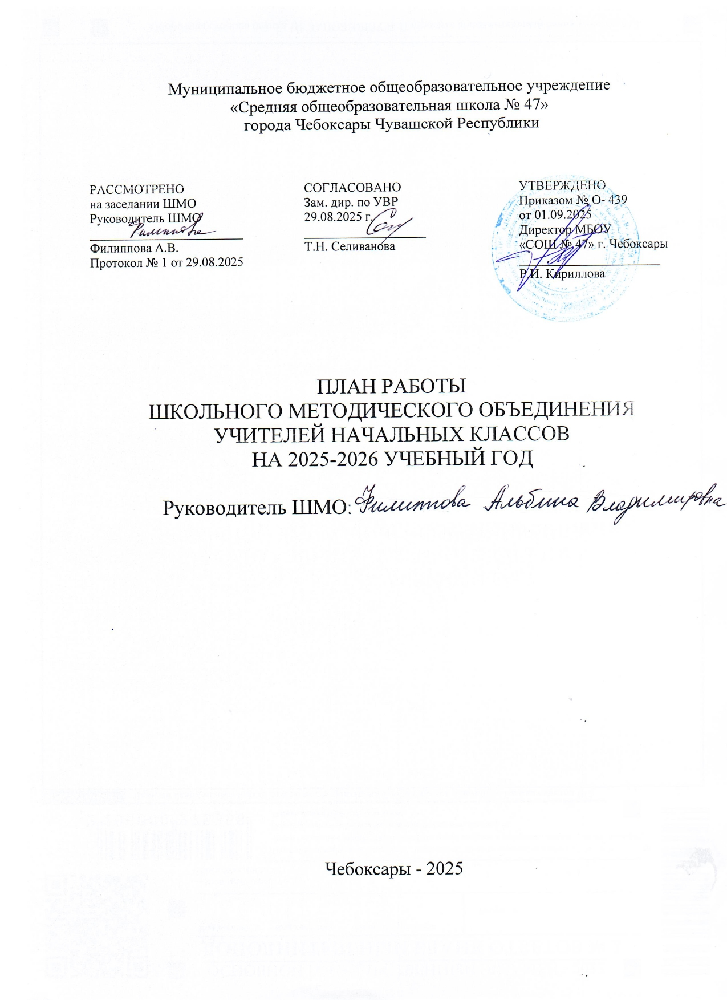 Муниципальное бюджетное общеобразовательное учреждение
«Средняя общеобразовательная школа № 47»
города Чебоксары Чувашской Республики
РАССМОТРЕНО
на заседании ШМО
Руководитель ШМО
Филиппова
Филиппова А.В.
Протокол № 1 от 29.08.2025
СОГЛАСОВАНО
Зам. дир. по УВР
29.08.2025 г.
Т.Н. Селиванова
УТВЕРЖДЕНО
Приказом № О- 439
от 01.09.2025
Директор МБОУ
«СОШ № 47» г. Чебоксары
Р.И. Кириллова
ПЛАН РАБОТЫ
ШКОЛЬНОГО МЕТОДИЧЕСКОГО ОБЪЕДИНЕНИЯ
УЧИТЕЛЕЙ НАЧАЛЬНЫХ КЛАССОВ
НА 2025-2026 УЧЕБНЫЙ ГОД
Руководитель ШМО: Филиппова Альбина Владимировна
Чебоксары - 2025